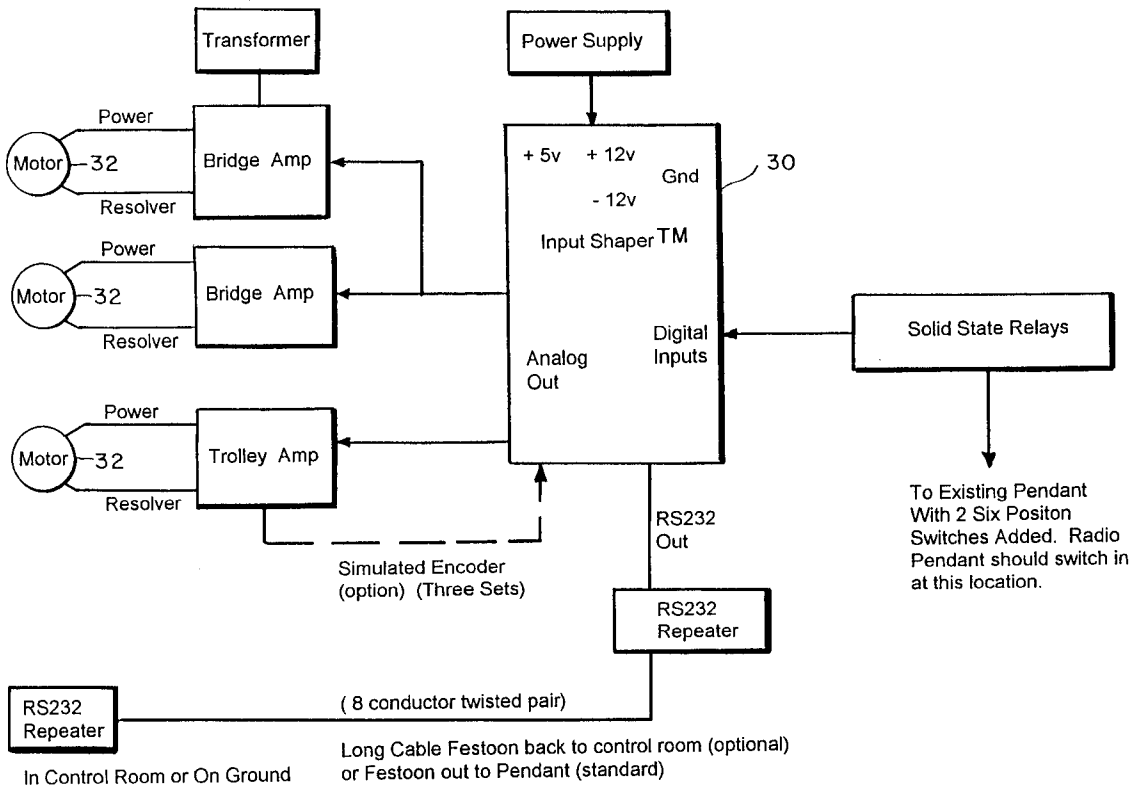 Transformer
Power Supply
Power
Motor
32
Bridge Amp
Resolver
+ 5v + 12v
Gnd
- 12v
30
Input Shaper TM
Power
Motor
32
Bridge Amp
Resolver
Analog
Out
Digital
Inputs
Solid State Relays
Power
Motor
32
Trolley Amp
Resolver
To Existing Pendant
With 2 Six Positon
Switches Added. Radio
Pendant should switch in
at this location.
RS232
Out
Simulated Encoder
(option) (Three Sets)
RS232
Repeater
RS232
Repeater
( 8 conductor twisted pair)
Long Cable Festoon back to control room (optional)
or Festoon out to Pendant (standard)
In Control Room or On Ground